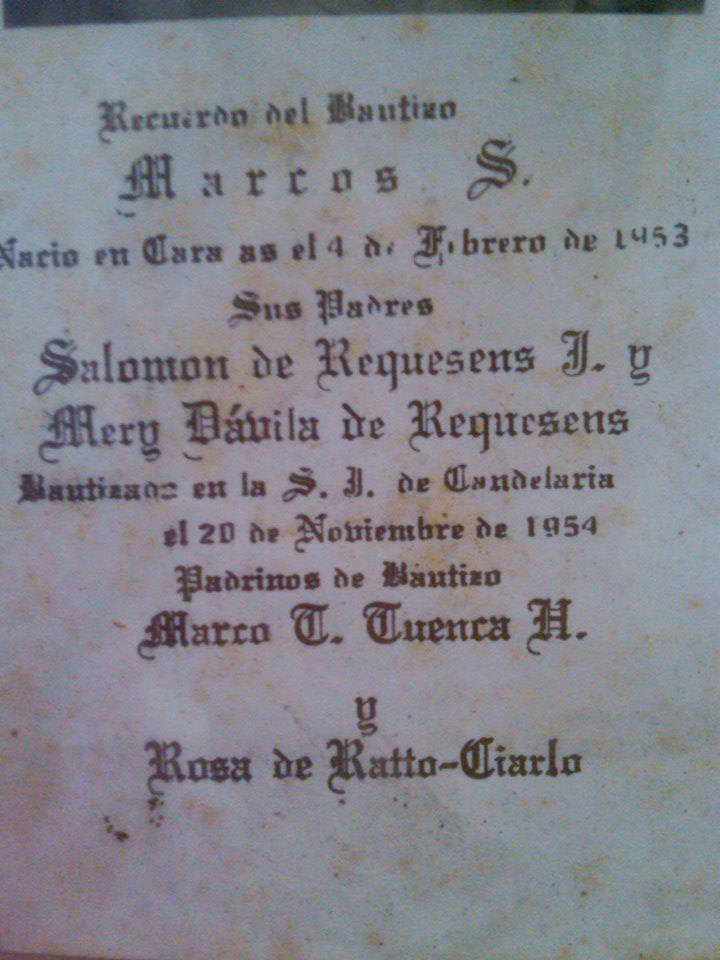 Recuerdo del Bautizo
Marcos S.
Nacio en Cara as el 4 de Febrero de 1953
Sus Padres
Salomon de Requesens J. y
Mery Dávila de Requesens
Bautizado en la S. I. de Candelaria
el 20 de Noviembre de 1954
Padrinos de Bautizo
Marco T. Tuenca H.
y
Rosa de Ratto-Ciarlo